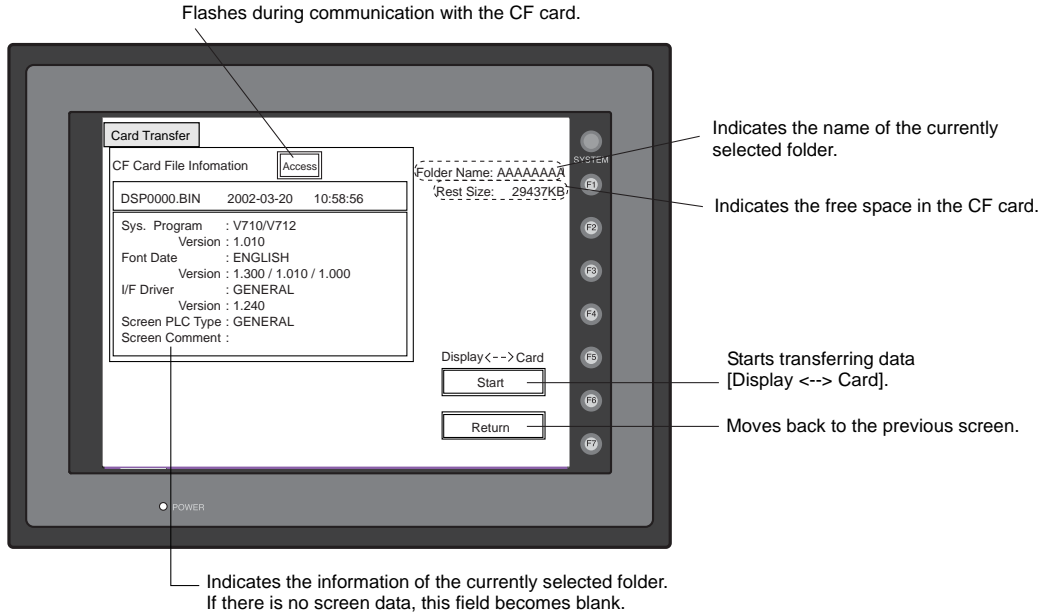 Flashes during communication with the CF card.
Card Transfer
CF Card File Infomation
Access
DSP0000.BIN 2002-03-20 10:58:56
Sys. Program : V710/V712
Version : 1.010
Font Date : ENGLISH
Version : 1.300 / 1.010 / 1.000
I/F Driver : GENERAL
Version : 1.240
Screen PLC Type : GENERAL
Screen Comment :
Folder Name: AAAAAAAA
Rest Size: 29437KB
Display<-->Card
Start
Return
SYSTEM
F1
F2
F3
F4
F5
F6
F7
POWER
Indicates the name of the currently
selected folder.
Indicates the free space in the CF card.
Starts transferring data
[Display <--> Card].
Moves back to the previous screen.
Indicates the information of the currently selected folder.
If there is no screen data, this field becomes blank.